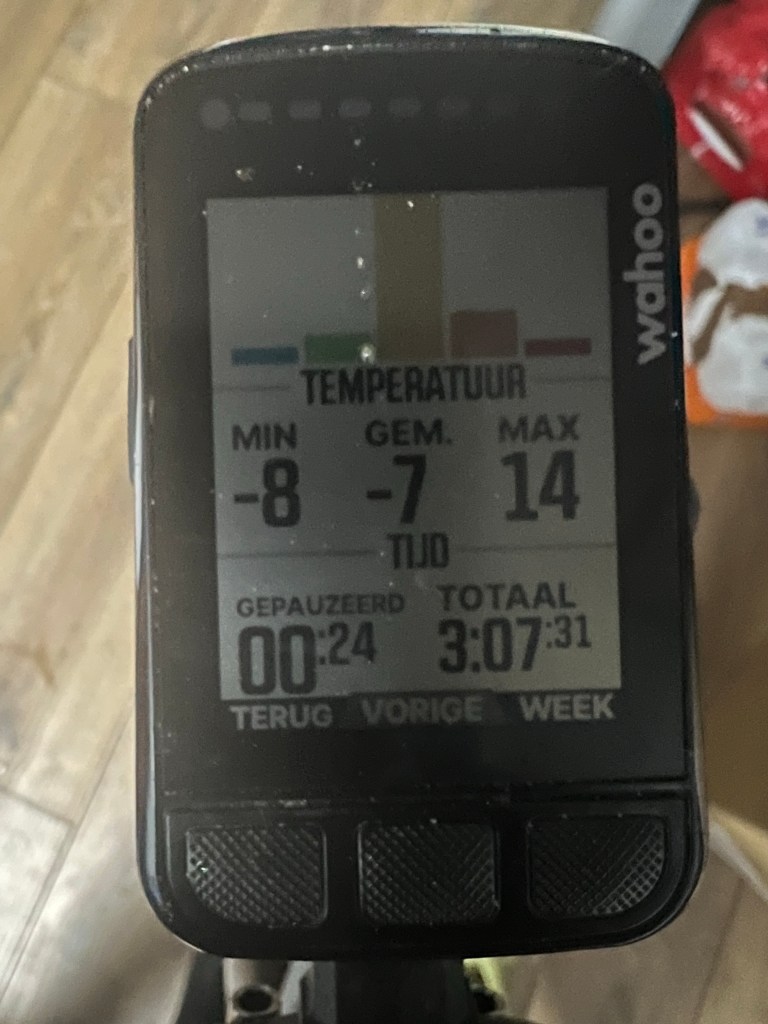 wahoo
TEMPERATUUR
MIN GEM. MAX
-8 -7 14
TIJD
GEPAUZEERD TOTAAL
00:24 3:07:31
TERUG VORIGE WEEK